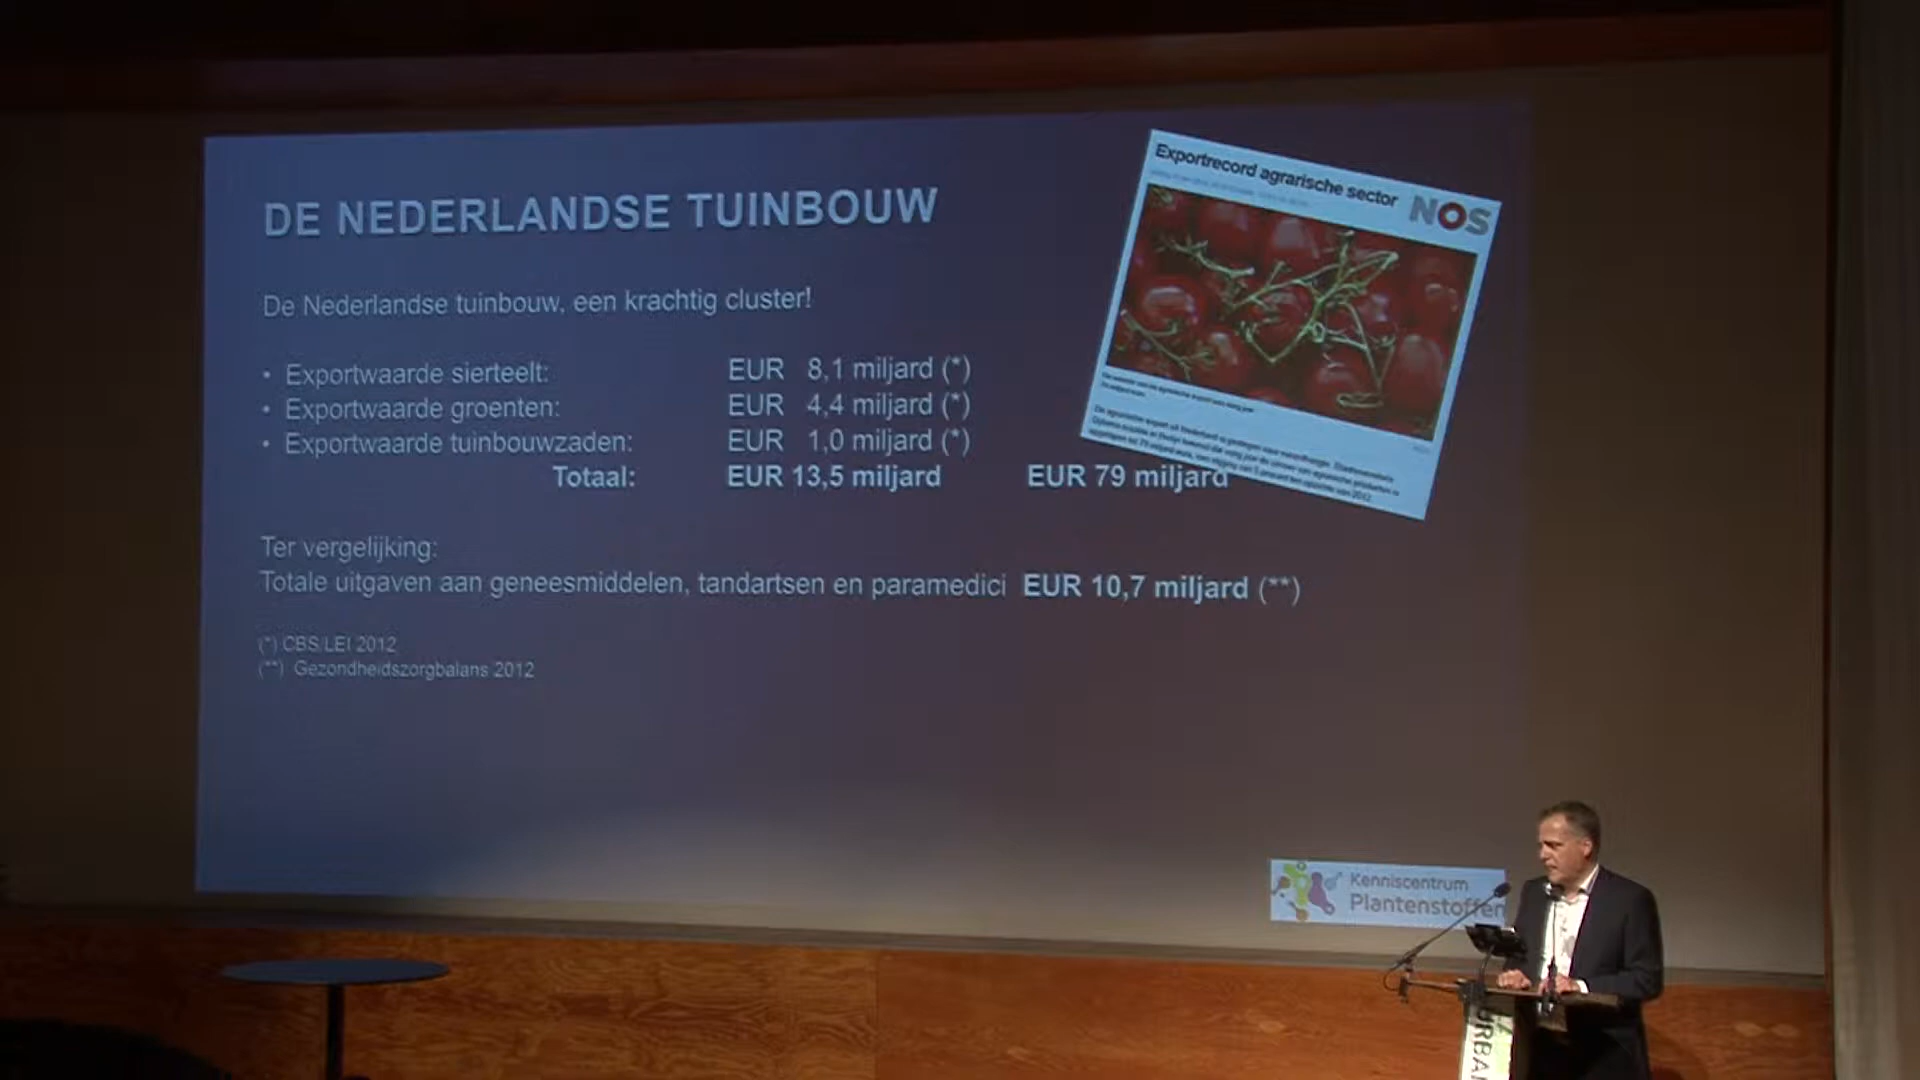 DE NEDERLANDSE TUINBOUW
De Nederlandse tuinbouw, een krachtig cluster!
• Exportwaarde sierteelt: EUR 8,1 miljard (*)
• Exportwaarde groenten: EUR 4,4 miljard (*)
• Exportwaarde tuinbouwzaden: EUR 1,0 miljard (*)
Totaal: EUR 13,5 miljard EUR 79 miljard
Ter vergelijking:
Totale uitgaven aan geneesmiddelen, tandartsen en paramedici EUR 10,7 miljard (**)
(*) CBS/LEI 2012
(**) Gezondheidszorgbalans 2012
Exportrecord agrarische sector
NOS
Kenniscentrum
Plantenstoffen
URBA